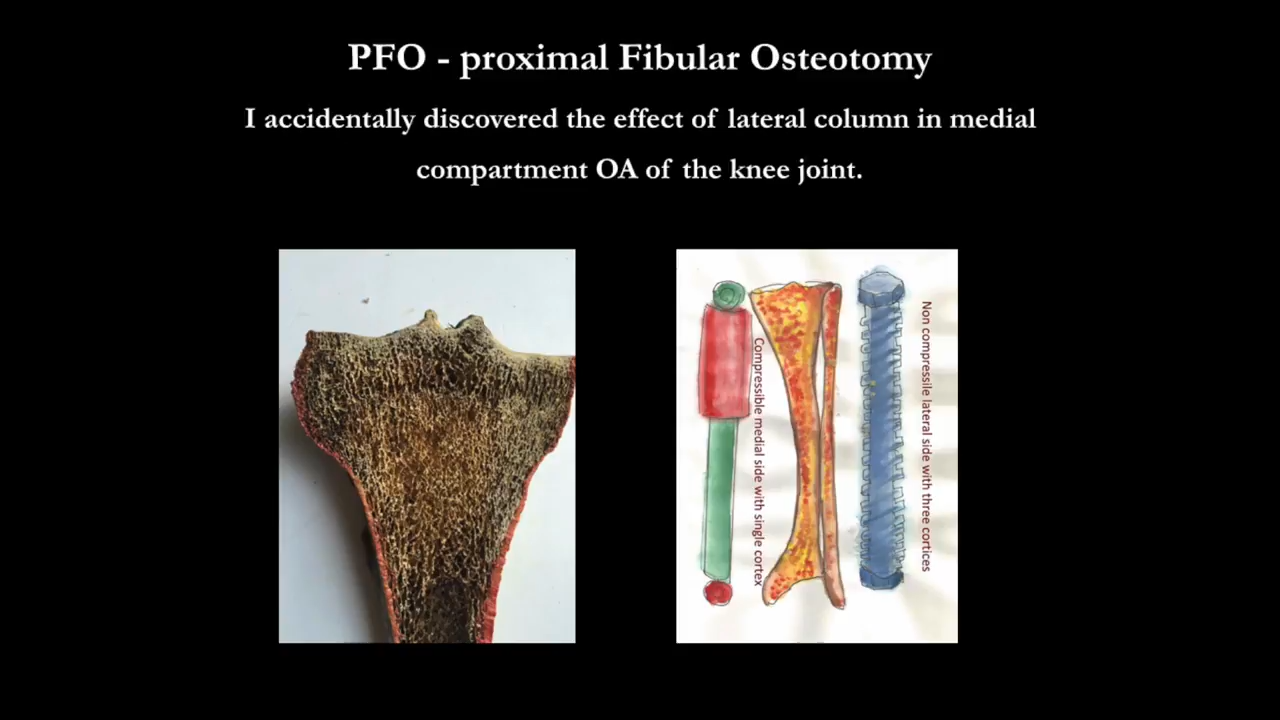 PFO - proximal Fibular Osteotomy
I accidentally discovered the effect of lateral column in medial
compartment OA of the knee joint.
Compressible medial side with single cortex
Non compressile lateral side with three cortices